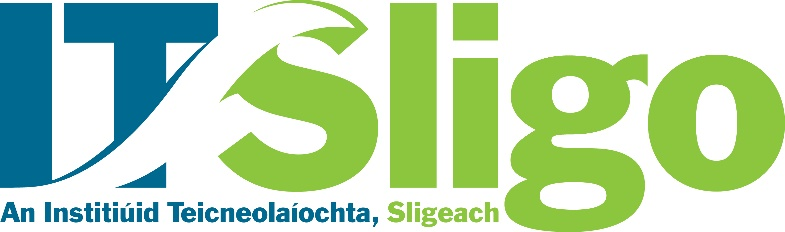 IT Sligo
An Institiúid Teicneolaíochta, Sligeach